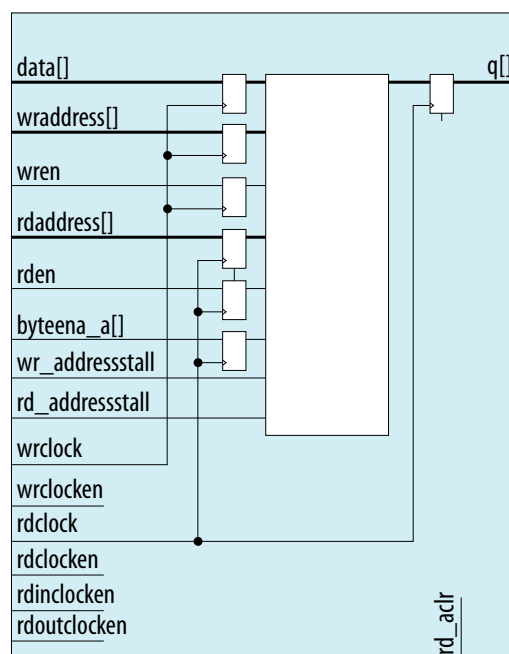 data[]
q[]
wraddress[]
wren
rdaddress[]
rden
byteena_a[]
wr_addressstall
rd_addressstall
wrclock
wrclocken
rdclock
rdclocken
rdinclocken
rdoutclocken
rd_aclr